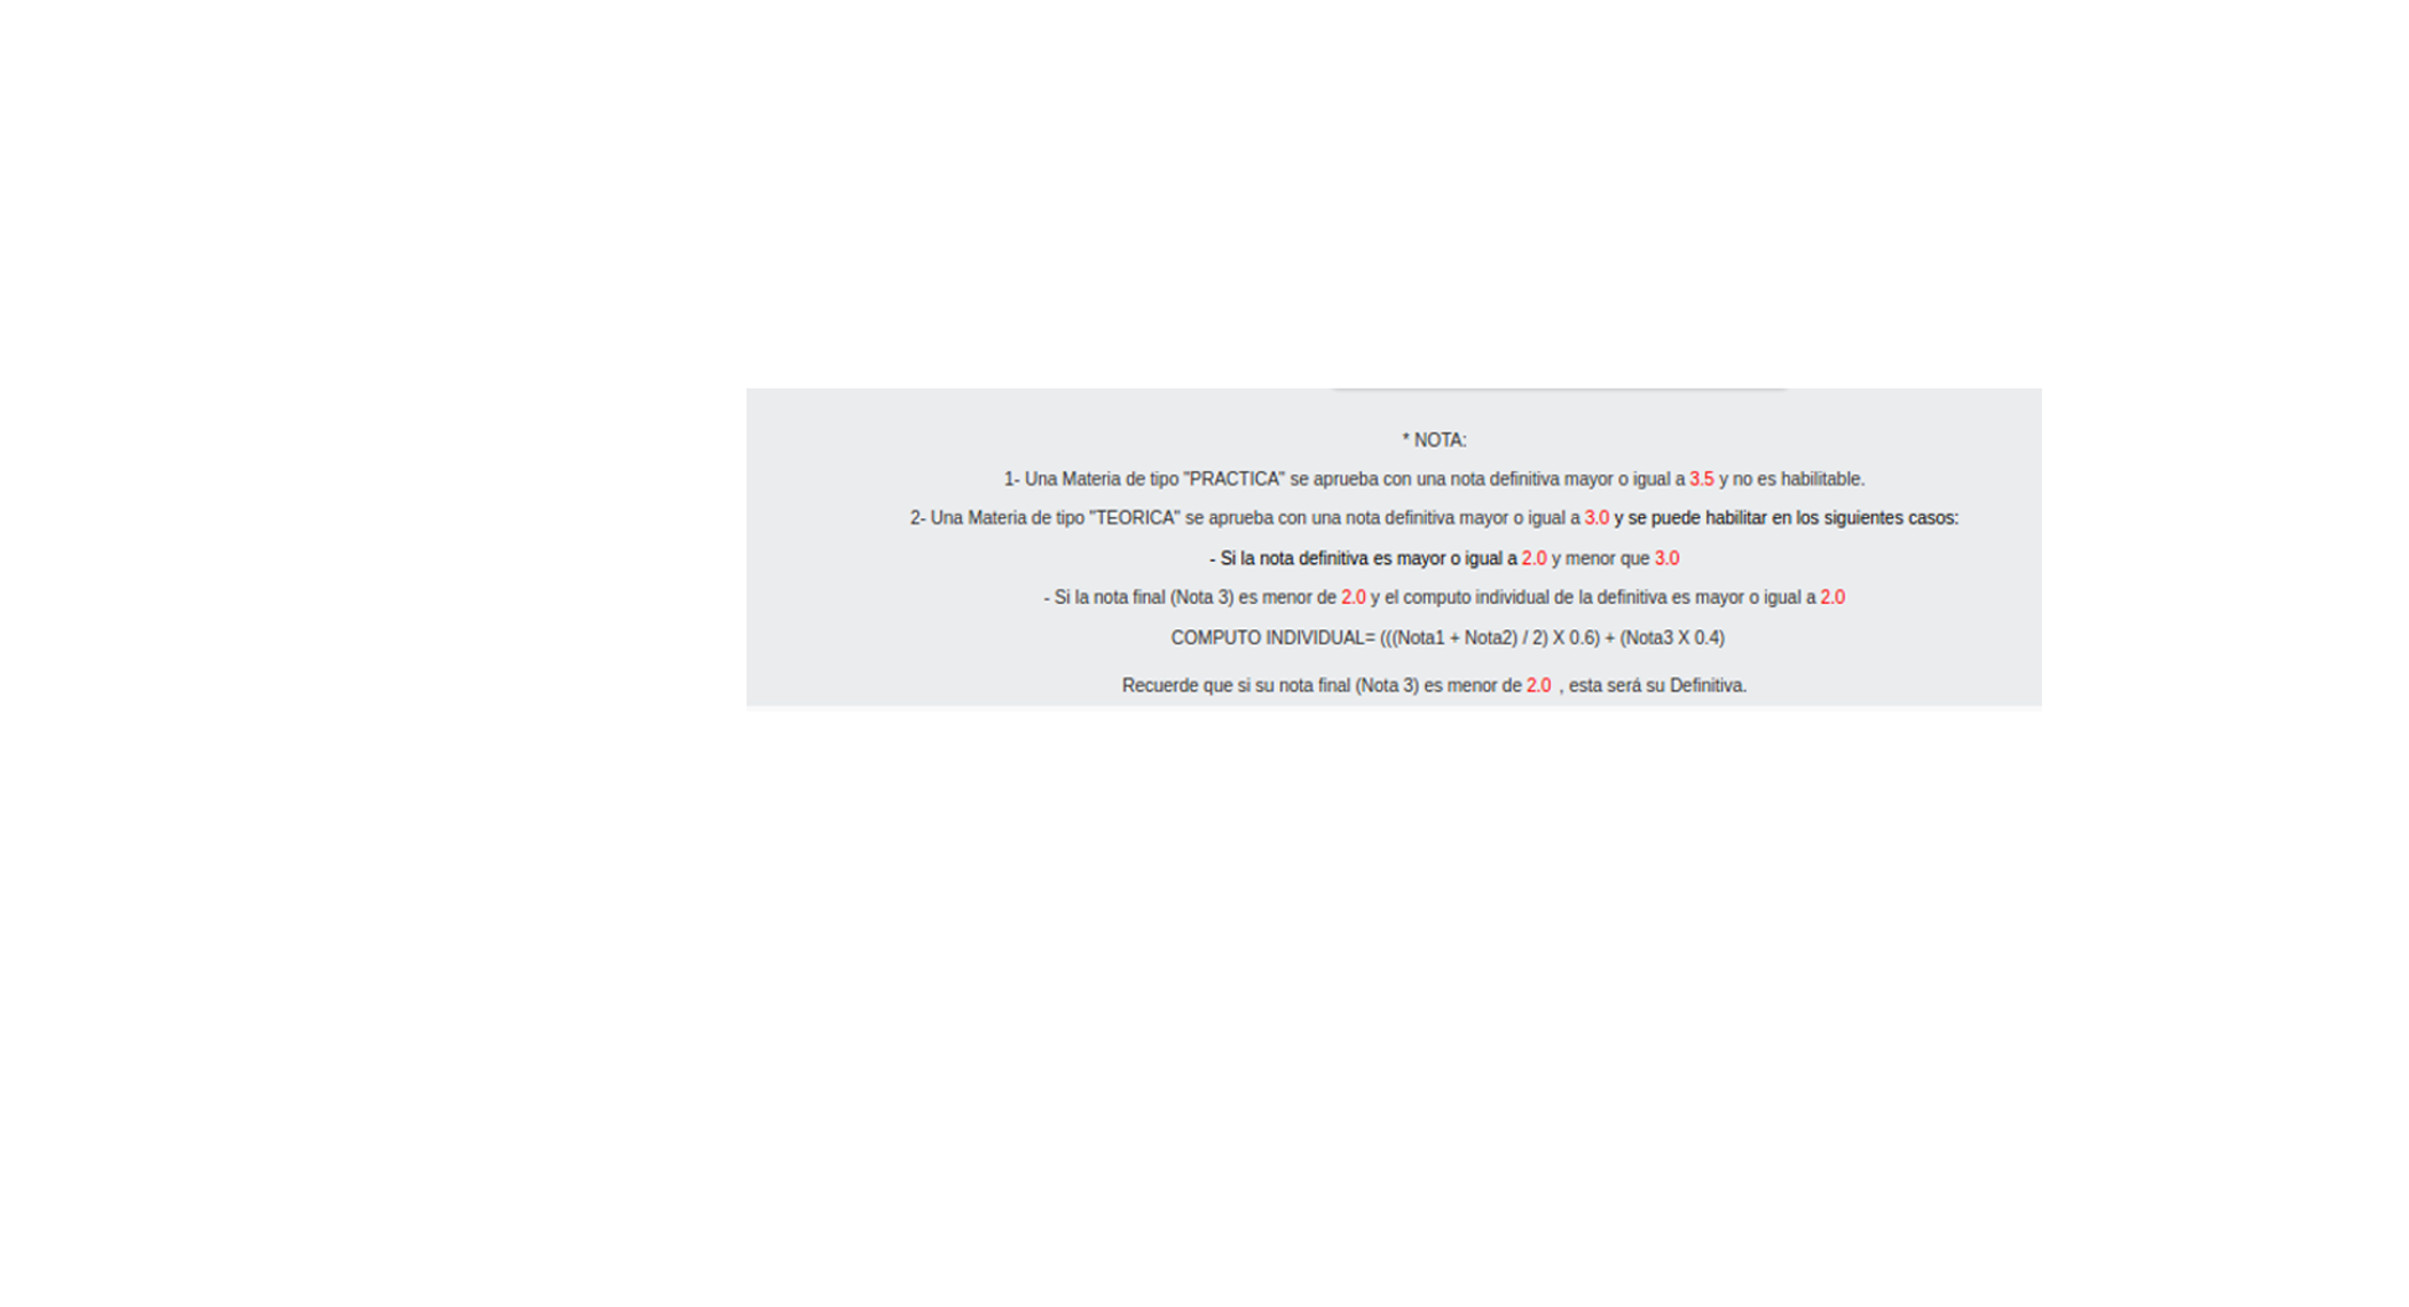 * NOTA:
1- Una Materia de tipo "PRACTICA" se aprueba con una nota definitiva mayor o igual a 3.5 y no es habilitable.
2- Una Materia de tipo "TEORICA" se aprueba con una nota definitiva mayor o igual a 3.0 y se puede habilitar en los siguientes casos:
- Si la nota definitiva es mayor o igual a 2.0 y menor que 3.0
- Si la nota final (Nota 3) es menor de 2.0 y el computo individual de la definitiva es mayor o igual a 2.0
COMPUTO INDIVIDUAL= (((Nota1 + Nota2) / 2) X 0.6) + (Nota3 X 0.4)
Recuerde que si su nota final (Nota 3) es menor de 2.0 , esta será su Definitiva.